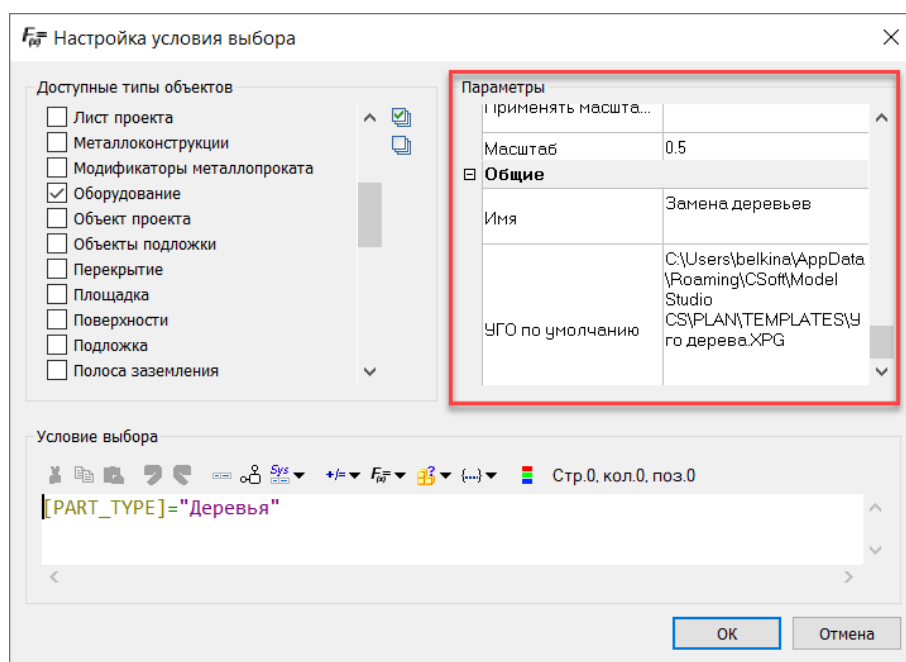 Настройка условия выбора
Доступные типы объектов
Лист проекта
Металлоконструкции
Модификаторы металлопроката
Оборудование
Объект проекта
Объекты подложки
Перекрытие
Площадка
Поверхности
Подложка
Полоса заземления
Параметры
Применять масшта...
Масштаб 0.5
Общие
Имя Замена деревьев
УГО по умолчанию
C:\Users\belkina\AppData
\Roaming\CSoft\Model
Studio
CS\PLAN\TEMPLATES\У
го дерева.XPG
Условие выбора
Sys +/= F(x)= {...} Стр.0, кол.0, поз.0
[PART_TYPE]="Деревья"
ОК Отмена